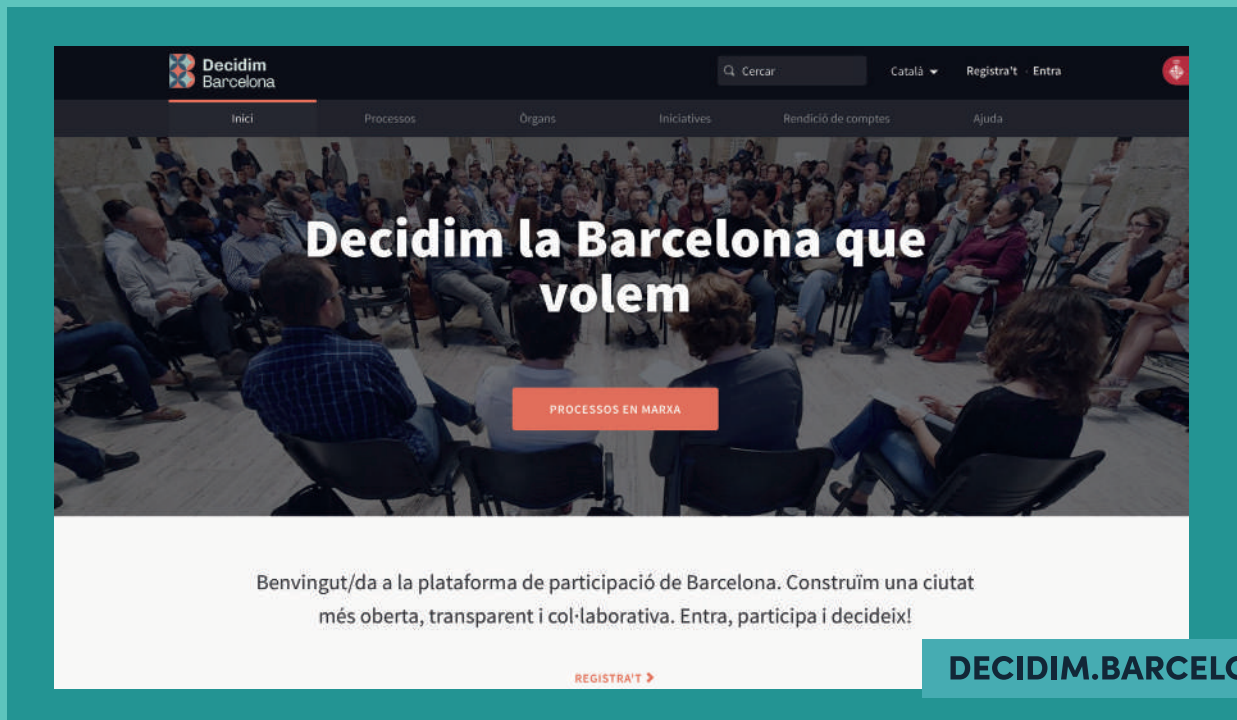 Decidim
Barcelona
Cercar
Català
Registra't · Entra
Inici
Processos
Òrgans
Iniciatives
Rendició de comptes
Ajuda
Decidim la Barcelona que
volem
PROCESSOS EN MARXA
Benvingut/da a la plataforma de participació de Barcelona. Construïm una ciutat
més oberta, transparent i col·laborativa. Entra, participa i decideix!
REGISTRA'T
DECIDIM.BARCELO